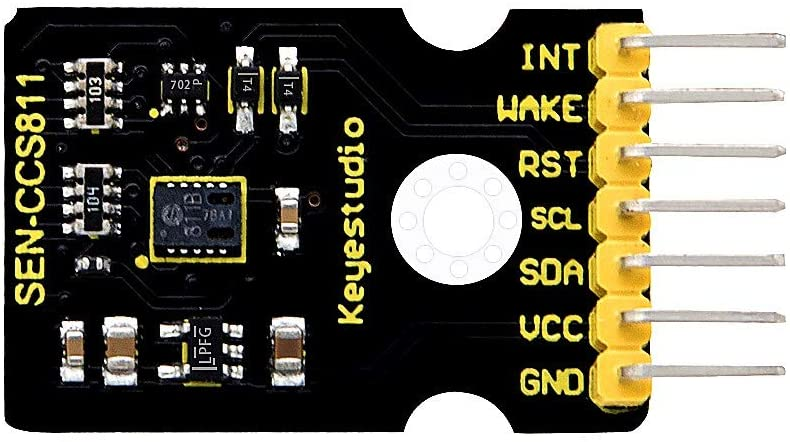 SEN-CCS811
103
702P
T4
T4
104
811B
7BA1
LPFG
Keyestudio
INT
WAKE
RST
SCL
SDA
VCC
GND